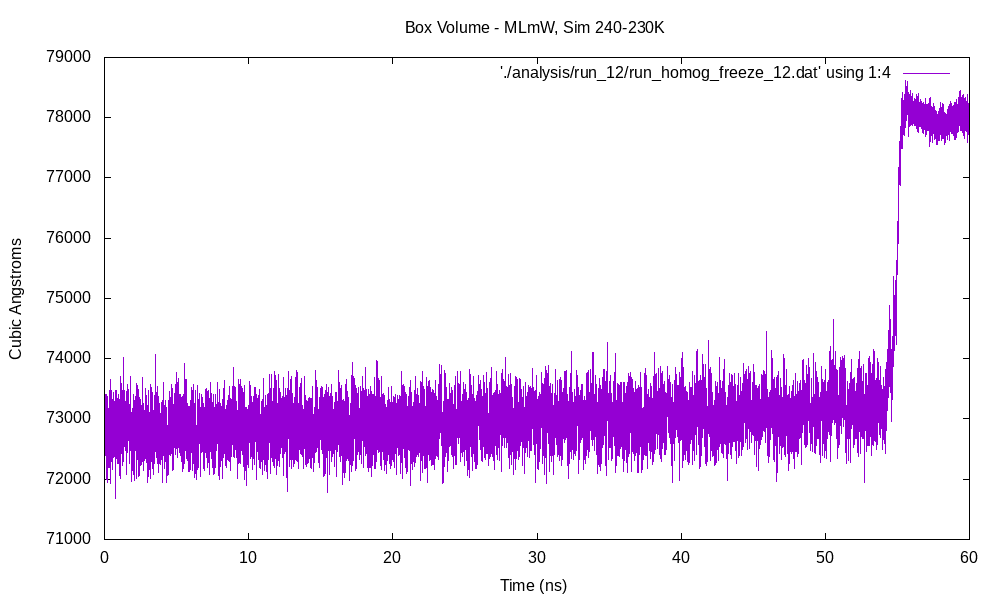 Box Volume - MLmW, Sim 240-230K
'./analysis/run_12/run_homog_freeze_12.dat' using 1:4
79000
78000
77000
76000
75000
74000
73000
72000
71000
Cubic Angstroms
0 10 20 30 40 50 60
Time (ns)